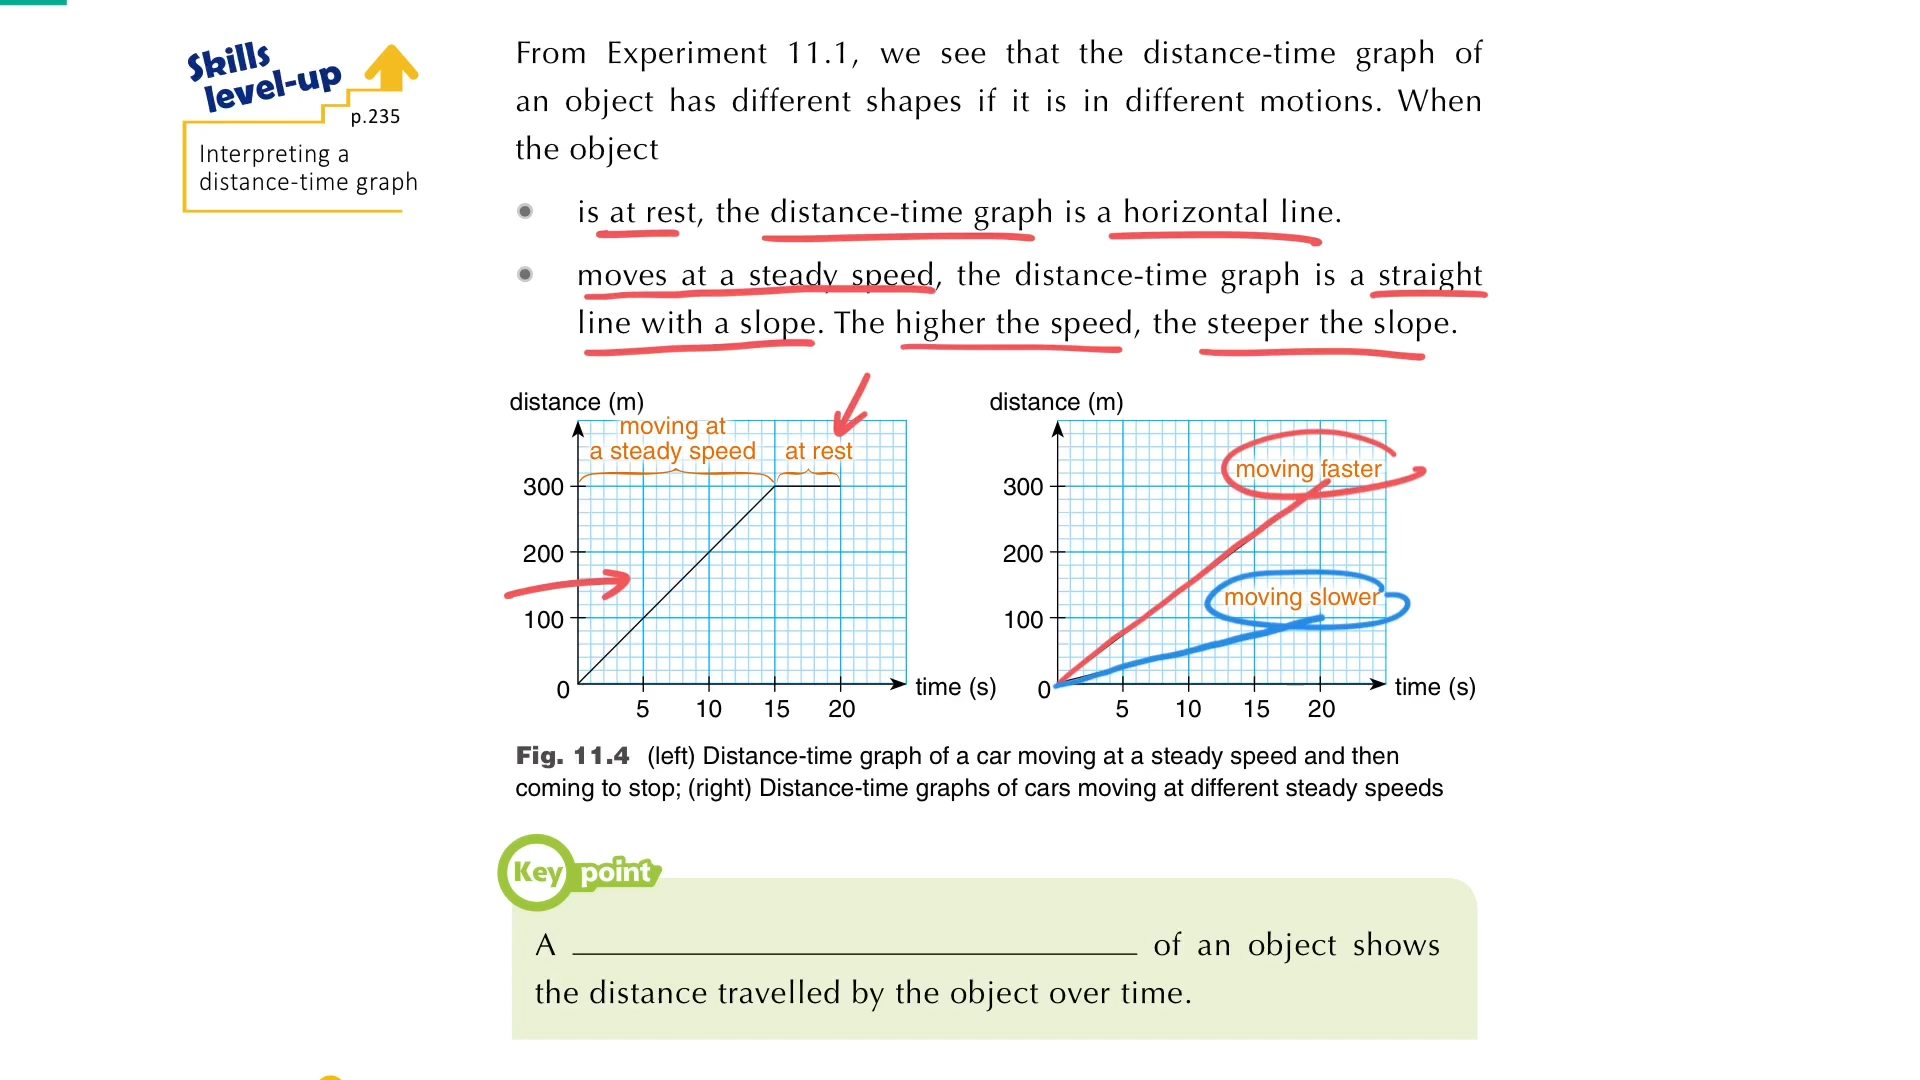 Skills
level-up
p.235
Interpreting a
distance-time graph
From Experiment 11.1, we see that the distance-time graph of
an object has different shapes if it is in different motions. When
the object
is at rest, the distance-time graph is a horizontal line.
moves at a steady speed, the distance-time graph is a straight
line with a slope. The higher the speed, the steeper the slope.
distance (m)
moving at
a steady speed
at rest
300
200
100
0
5 10 15 20
time (s)
distance (m)
moving faster
300
200
moving slower
100
0
5 10 15 20
time (s)
Fig. 11.4 (left) Distance-time graph of a car moving at a steady speed and then
coming to stop; (right) Distance-time graphs of cars moving at different steady speeds
Key point
A ____________________ of an object shows
the distance travelled by the object over time.